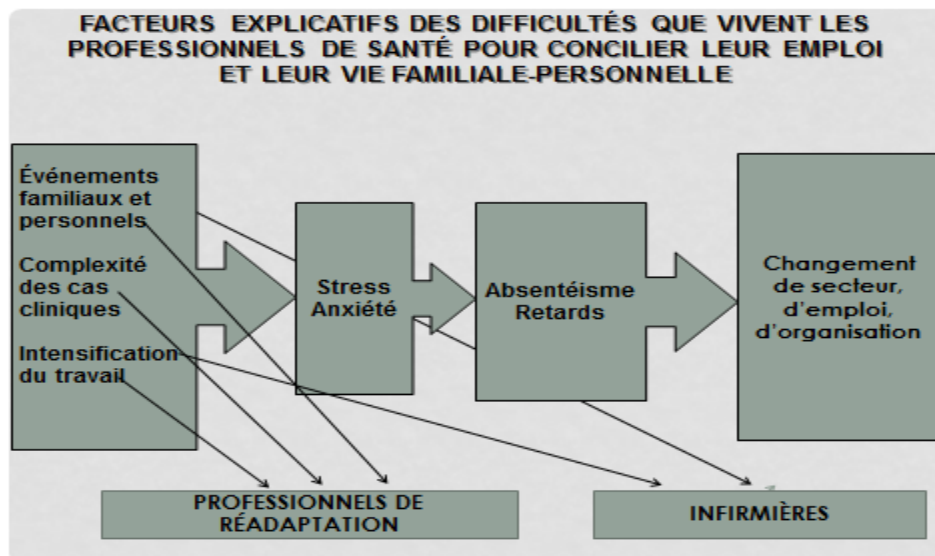 FACTEURS EXPLICATIFS DES DIFFICULTÉS QUE VIVENT LES
PROFESSIONNELS DE SANTÉ POUR CONCILIER LEUR EMPLOI
ET LEUR VIE FAMILIALE-PERSONNELLE
Événements
familiaux et
personnels
Complexité
des cas
cliniques
Intensification
du travail
Stress
Anxiété
Absentéisme
Retards
Changement
de secteur,
d'emploi,
d'organisation
PROFESSIONNELS DE
RÉADAPTATION
INFIRMIÈRES